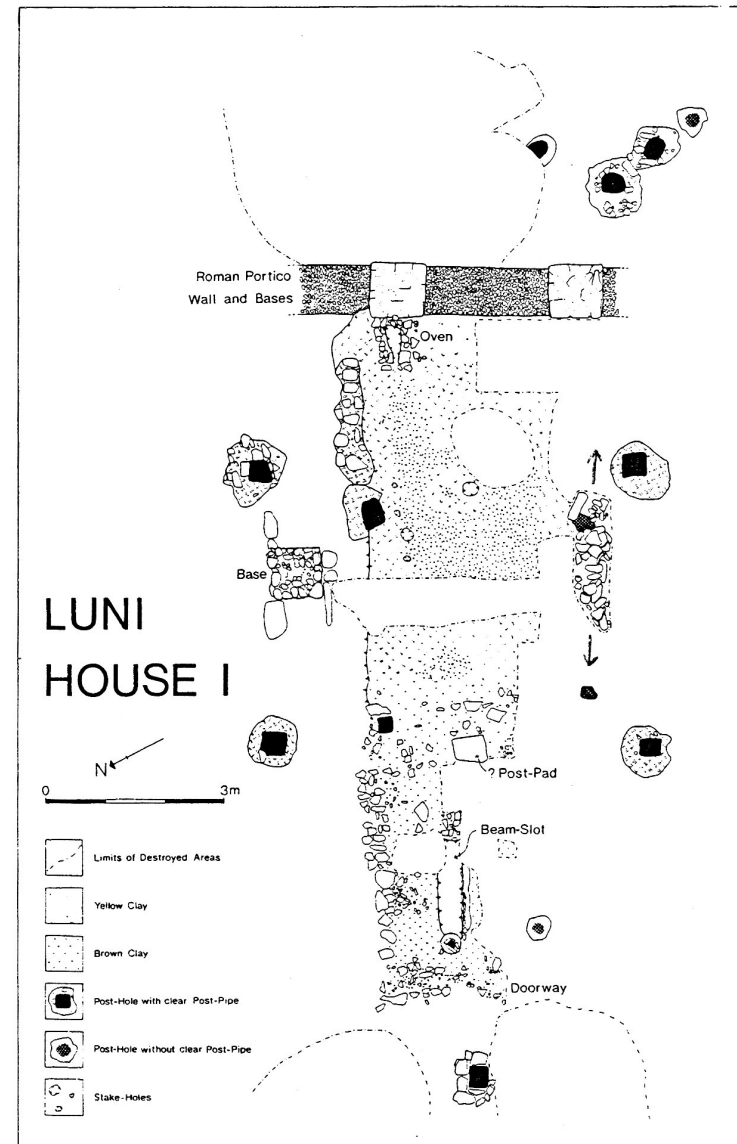 Roman Portico
Wall and Bases
Oven
Base
LUNI
HOUSE I
N
0 3m
? Post-Pad
Beam-Slot
Doorway
Limits of Destroyed Areas
Yellow Clay
Brown Clay
Post-Hole with clear Post-Pipe
Post-Hole without clear Post-Pipe
Stake-Holes